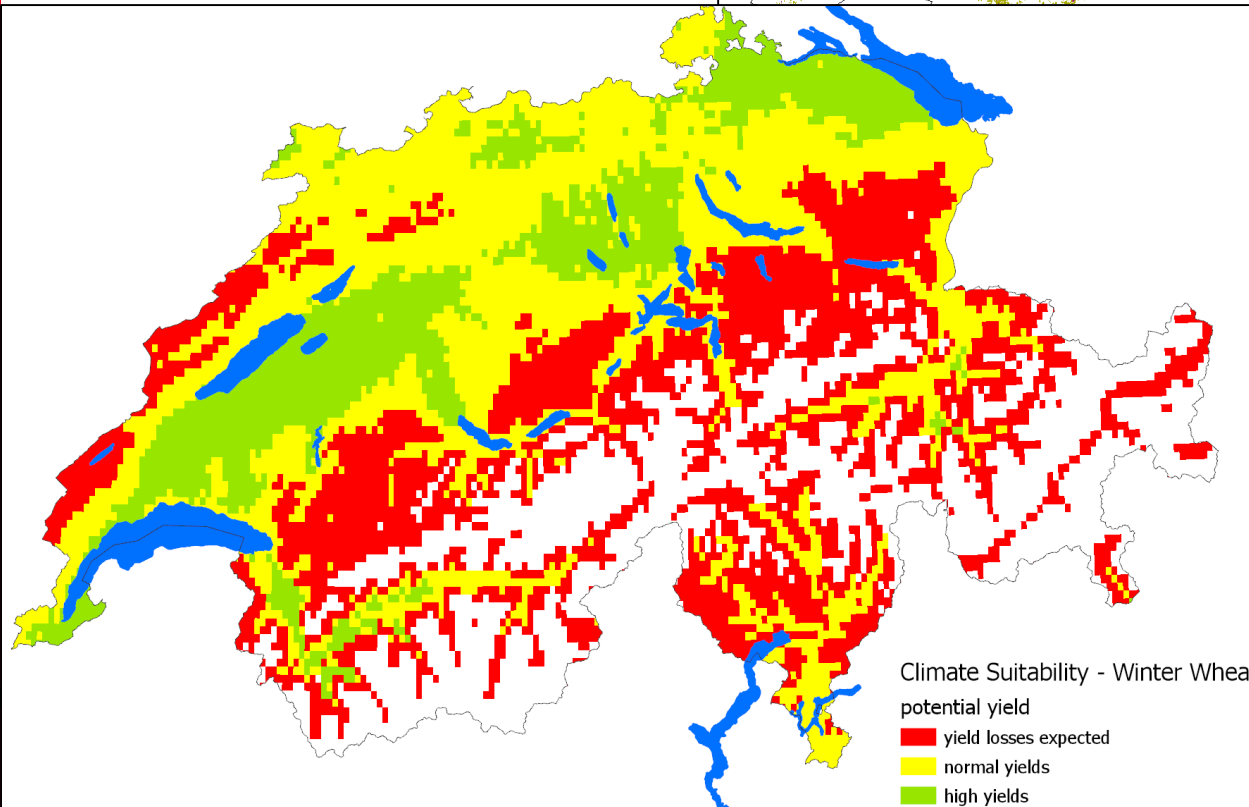 Climate Suitability - Winter Whea
potential yield
yield losses expected
normal yields
high yields